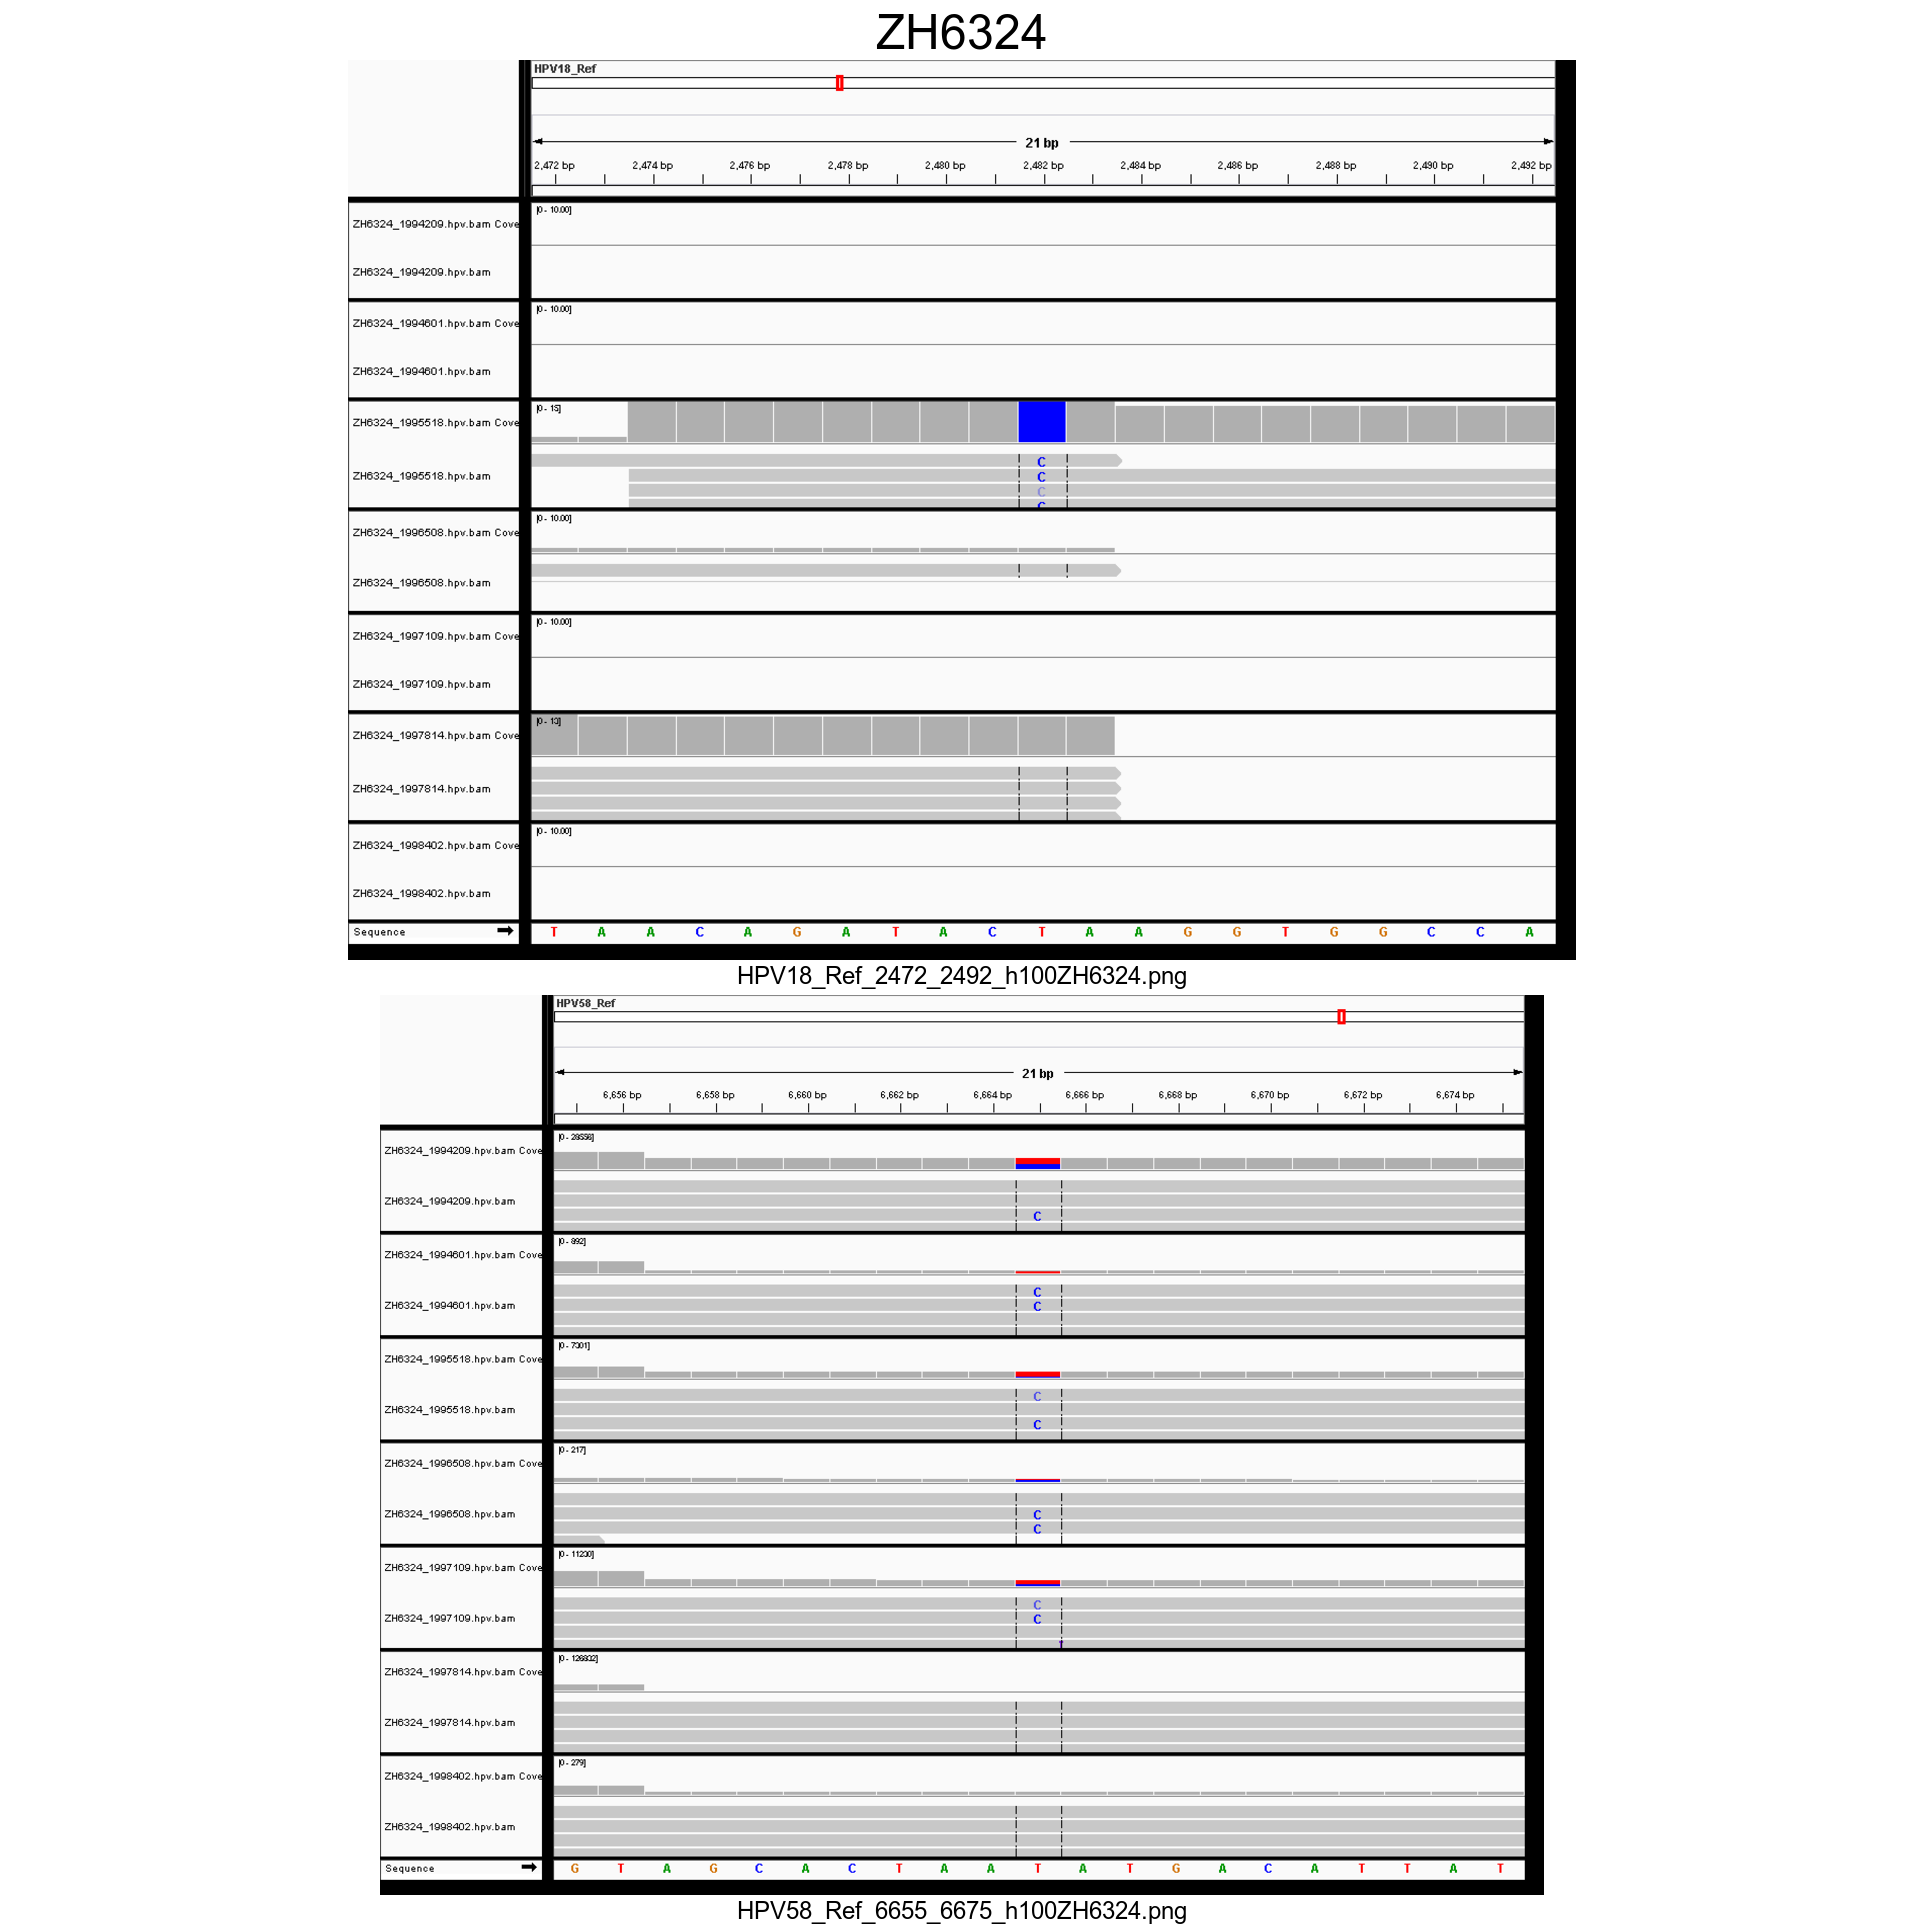 ZH6324
HPV18_Ref
21 bp
2,472 bp 2,474 bp 2,476 bp 2,478 bp 2,480 bp 2,482 bp 2,484 bp 2,486 bp 2,488 bp 2,490 bp 2,492 bp
[0 - 10.00]
ZH6324_1994209.hpv.bam Cove
ZH6324_1994209.hpv.bam
[0 - 10.00]
ZH6324_1994601.hpv.bam Cove
ZH6324_1994601.hpv.bam
[0 - 15]
ZH6324_1995518.hpv.bam Cove
C
C
ZH6324_1995518.hpv.bam
C
C
[0 - 10.00]
ZH6324_1996508.hpv.bam Cove
ZH6324_1996508.hpv.bam
[0 - 10.00]
ZH6324_1997109.hpv.bam Cove
ZH6324_1997109.hpv.bam
[0 - 13]
ZH6324_1997814.hpv.bam Cove
ZH6324_1997814.hpv.bam
[0 - 10.00]
ZH6324_1998402.hpv.bam Cove
ZH6324_1998402.hpv.bam
Sequence T A A C A G A T A C T A A G G T G G C C A
HPV18_Ref_2472_2492_h100ZH6324.png
HPV58_Ref
21 bp
6,656 bp 6,658 bp 6,660 bp 6,662 bp 6,664 bp 6,666 bp 6,668 bp 6,670 bp 6,672 bp 6,674 bp
[0 - 28556]
ZH6324_1994209.hpv.bam Cove
ZH6324_1994209.hpv.bam
C
[0 - 892]
ZH6324_1994601.hpv.bam Cove
C
C
ZH6324_1994601.hpv.bam
[0 - 7301]
ZH6324_1995518.hpv.bam Cove
C
ZH6324_1995518.hpv.bam
C
[0 - 217]
ZH6324_1996508.hpv.bam Cove
ZH6324_1996508.hpv.bam
C
C
[0 - 11230]
ZH6324_1997109.hpv.bam Cove
C
C
ZH6324_1997109.hpv.bam
[0 - 126802]
ZH6324_1997814.hpv.bam Cove
ZH6324_1997814.hpv.bam
[0 - 279]
ZH6324_1998402.hpv.bam Cove
ZH6324_1998402.hpv.bam
Sequence G T A G C A C T A A T A T G A C A T T A T
HPV58_Ref_6655_6675_h100ZH6324.png